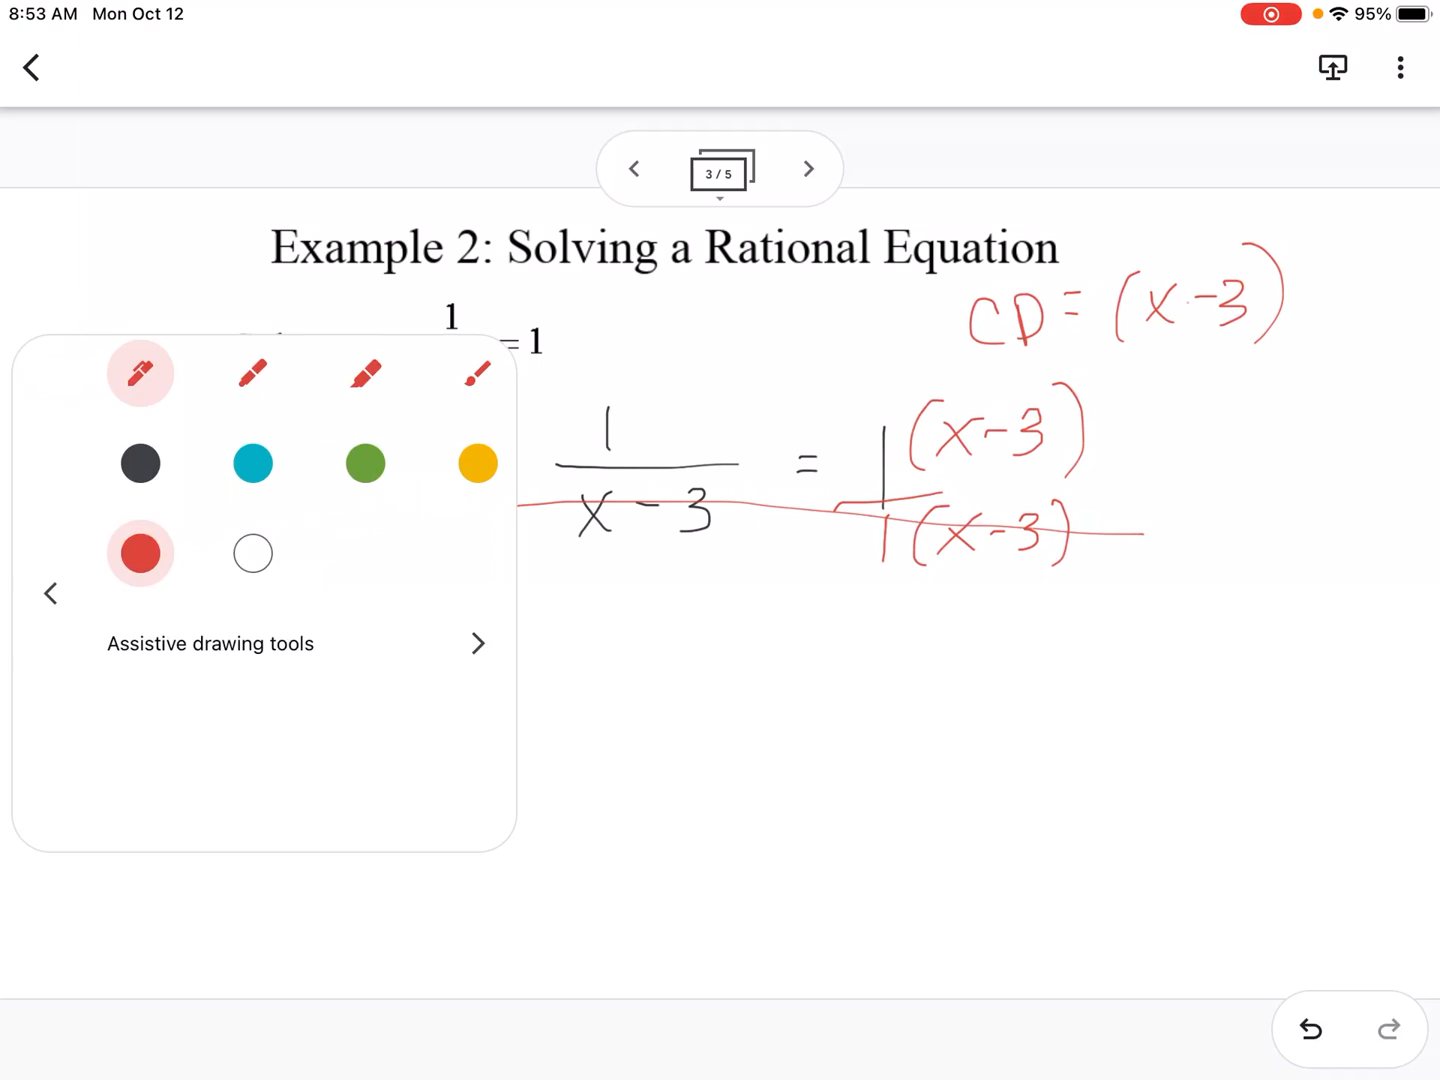 8:53 AM Mon Oct 12
95%
3 / 5
Example 2: Solving a Rational Equation
CD = (x-3)
1
= 1
1 = 1 (x-3)
x - 3 1 (x-3)
Assistive drawing tools